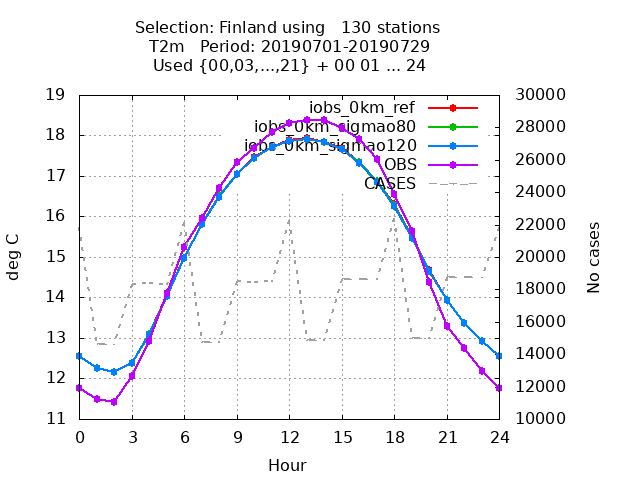 Selection: Finland using   130 stations
T2m   Period: 20190701-20190729
Used {00,03,...,21} + 00 01 ... 24
19 30000
iobs_0km_ref
18 28000
iobs_0km_sigmao80
iobs_0km_sigmao120
17 26000
OBS
CASES
16 24000
15 22000
14 20000
13 18000
12 16000
11 14000
12000
10000
deg C
No cases
0 3 6 9 12 15 18 21 24
Hour